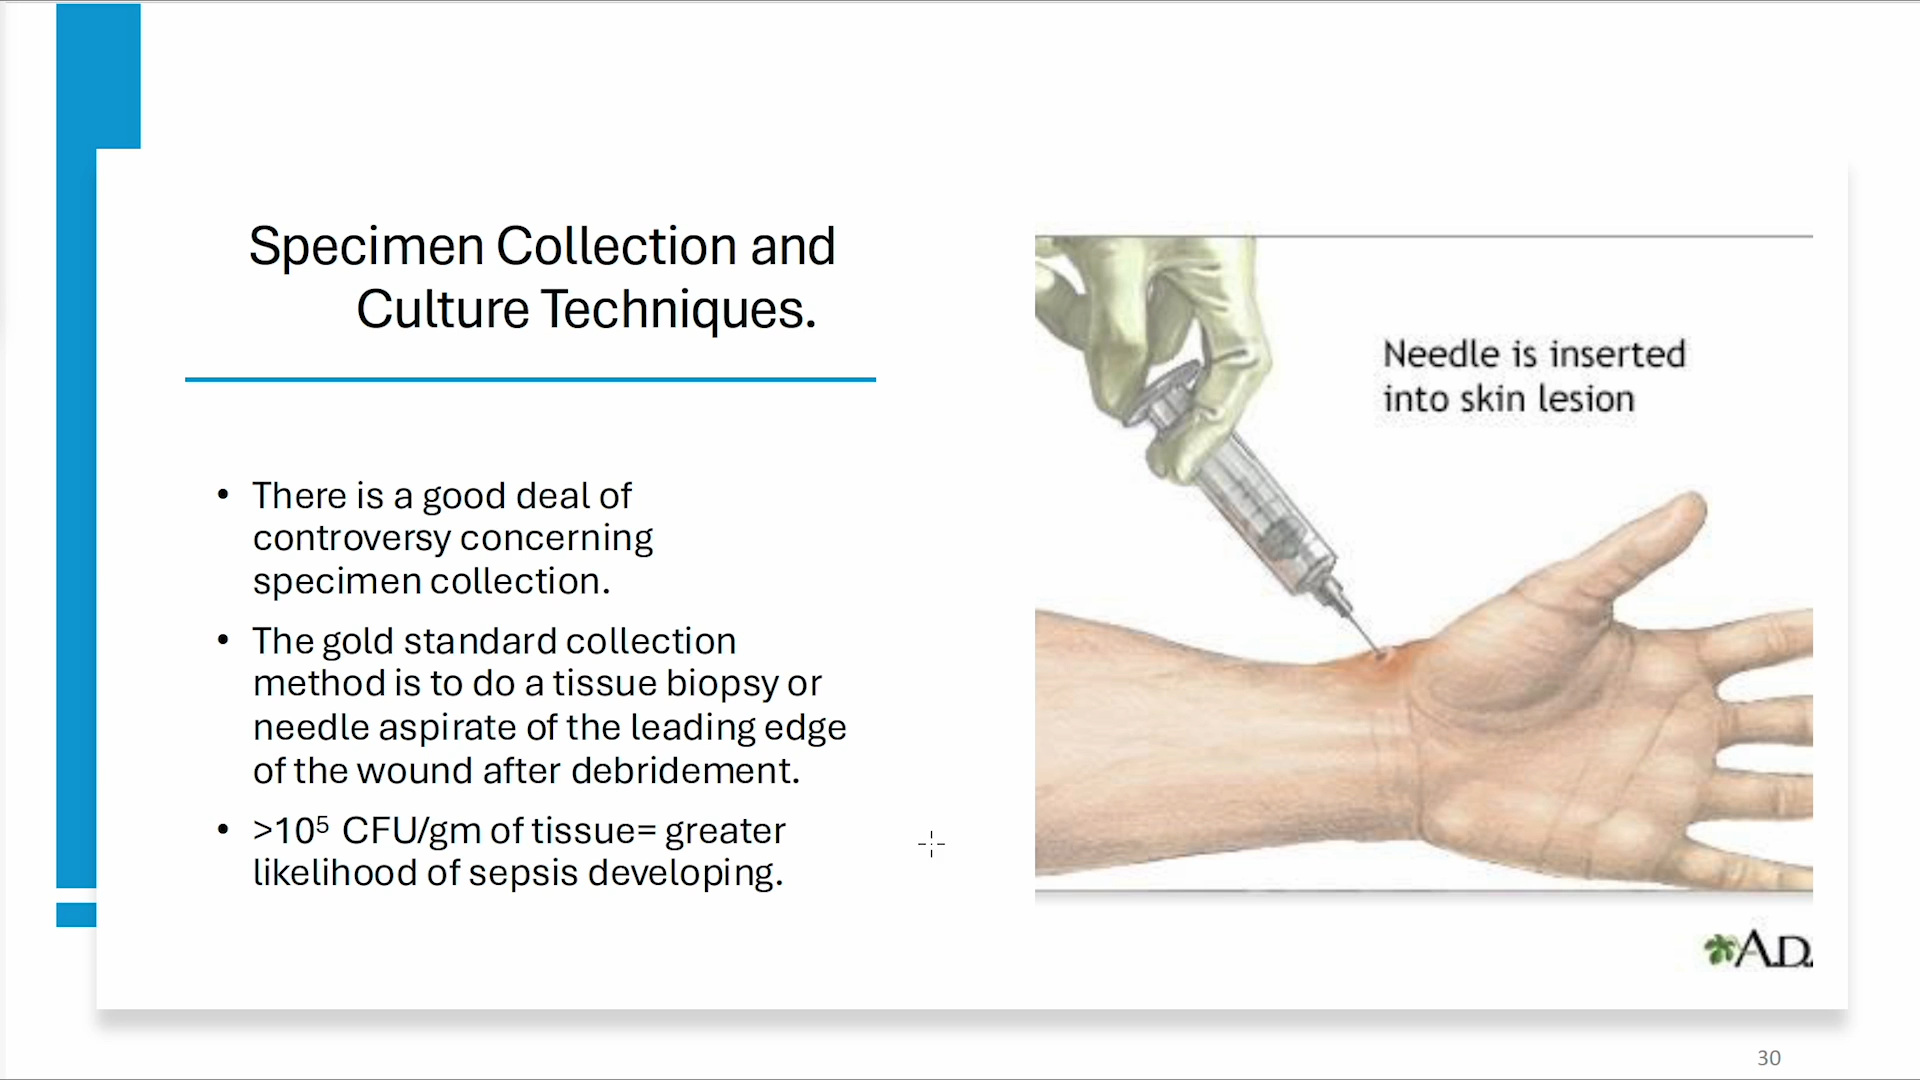 Specimen Collection and
Culture Techniques.
• There is a good deal of
controversy concerning
specimen collection.
• The gold standard collection
method is to do a tissue biopsy or
needle aspirate of the leading edge
of the wound after debridement.
• >10⁵ CFU/gm of tissue= greater
likelihood of sepsis developing.
Needle is inserted
into skin lesion
A.D.
30